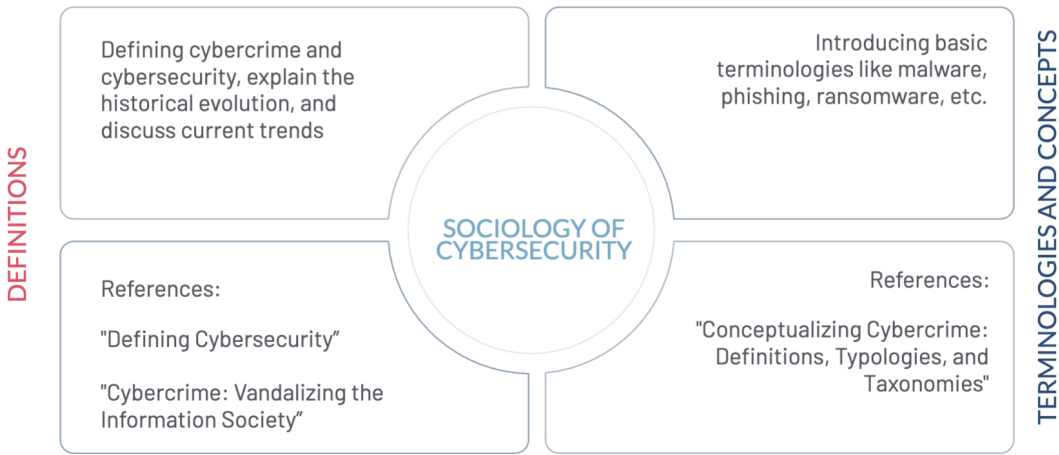 DEFINITIONS
Defining cybercrime and
cybersecurity, explain the
historical evolution, and
discuss current trends
References:
"Defining Cybersecurity”
"Cybercrime: Vandalizing the
Information Society”
SOCIOLOGY OF
CYBERSECURITY
Introducing basic
terminologies like malware,
phishing, ransomware, etc.
References:
"Conceptualizing Cybercrime:
Definitions, Typologies, and
Taxonomies"
TERMINOLOGIES AND CONCEPTS